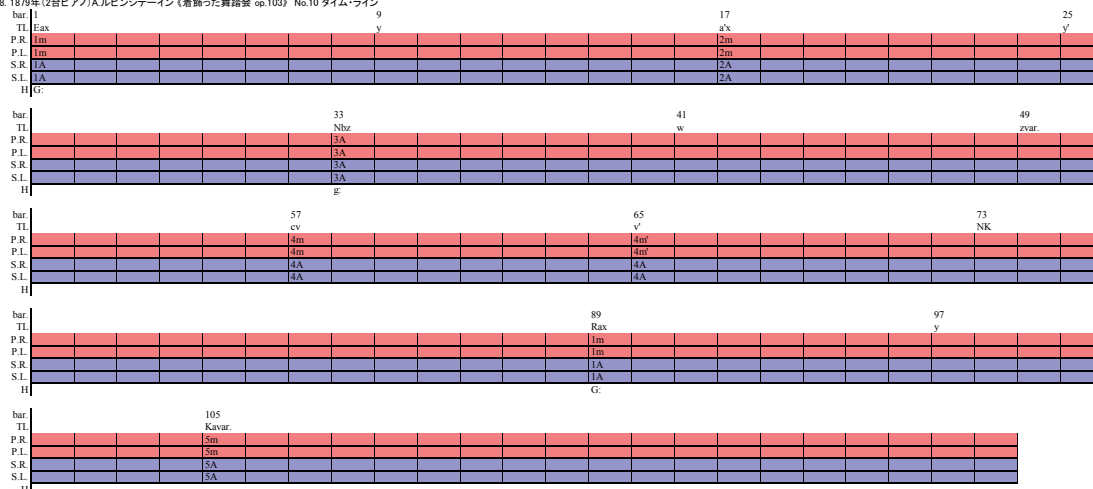 8. 1879年(2台ピアノ)A.ルビンシテーイン《着飾った舞踏会 op.103》 No.10 タイム・ライン
bar. 1 9 17 25
TL Eax y a'x y'
P.R. 1m 2m
P.L. 1m 2m
S.R. 1A 2A
S.L. 1A 2A
H G:
bar. 33 41 49
TL Nbz w zvar.
P.R. 3A
P.L. 3A
S.R. 3A
S.L. 3A
H g:
bar. 57 65 73
TL cv v' NK
P.R. 4m 4m'
P.L. 4m 4m'
S.R. 4A 4A
S.L. 4A 4A
H
bar. 89 97
TL Rax y
P.R. 1m
P.L. 1m
S.R. 1A
S.L. 1A
H G:
bar. 105
TL Kavar.
P.R. 5m
P.L. 5m
S.R. 5A
S.L. 5A
H